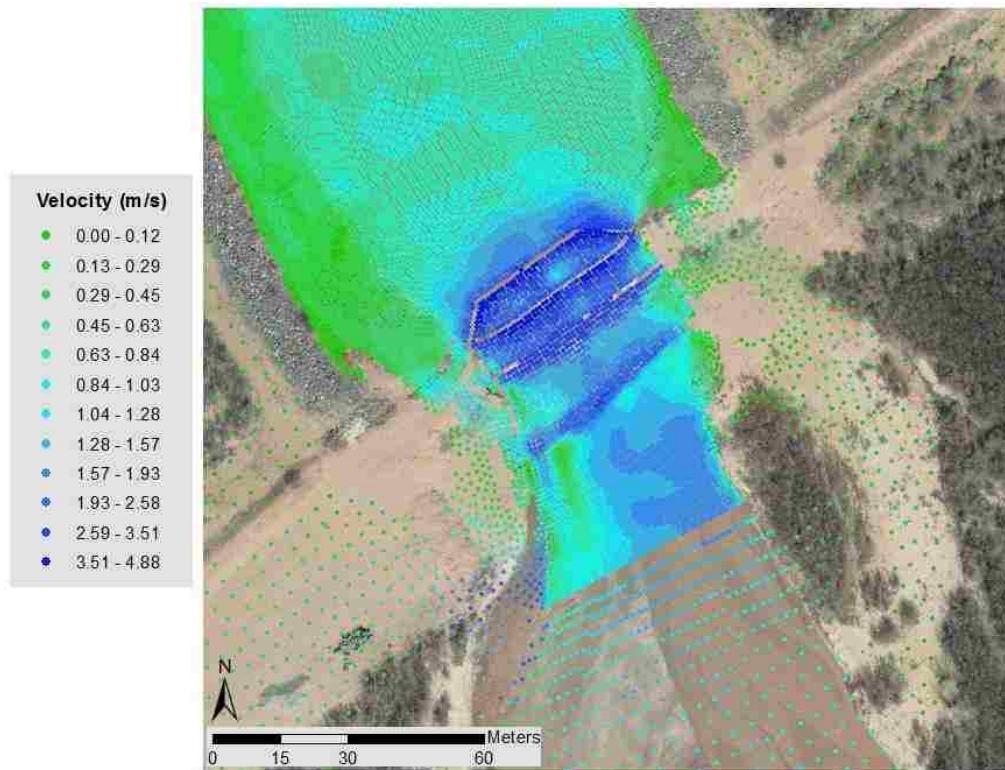 Velocity (m/s)
0.00 - 0.12
0.13 - 0.29
0.29 - 0.45
0.45 - 0.63
0.63 - 0.84
0.84 - 1.03
1.04 - 1.28
1.28 - 1.57
1.57 - 1.93
1.93 - 2.58
2.59 - 3.51
3.51 - 4.88
N
Meters
0 15 30 60